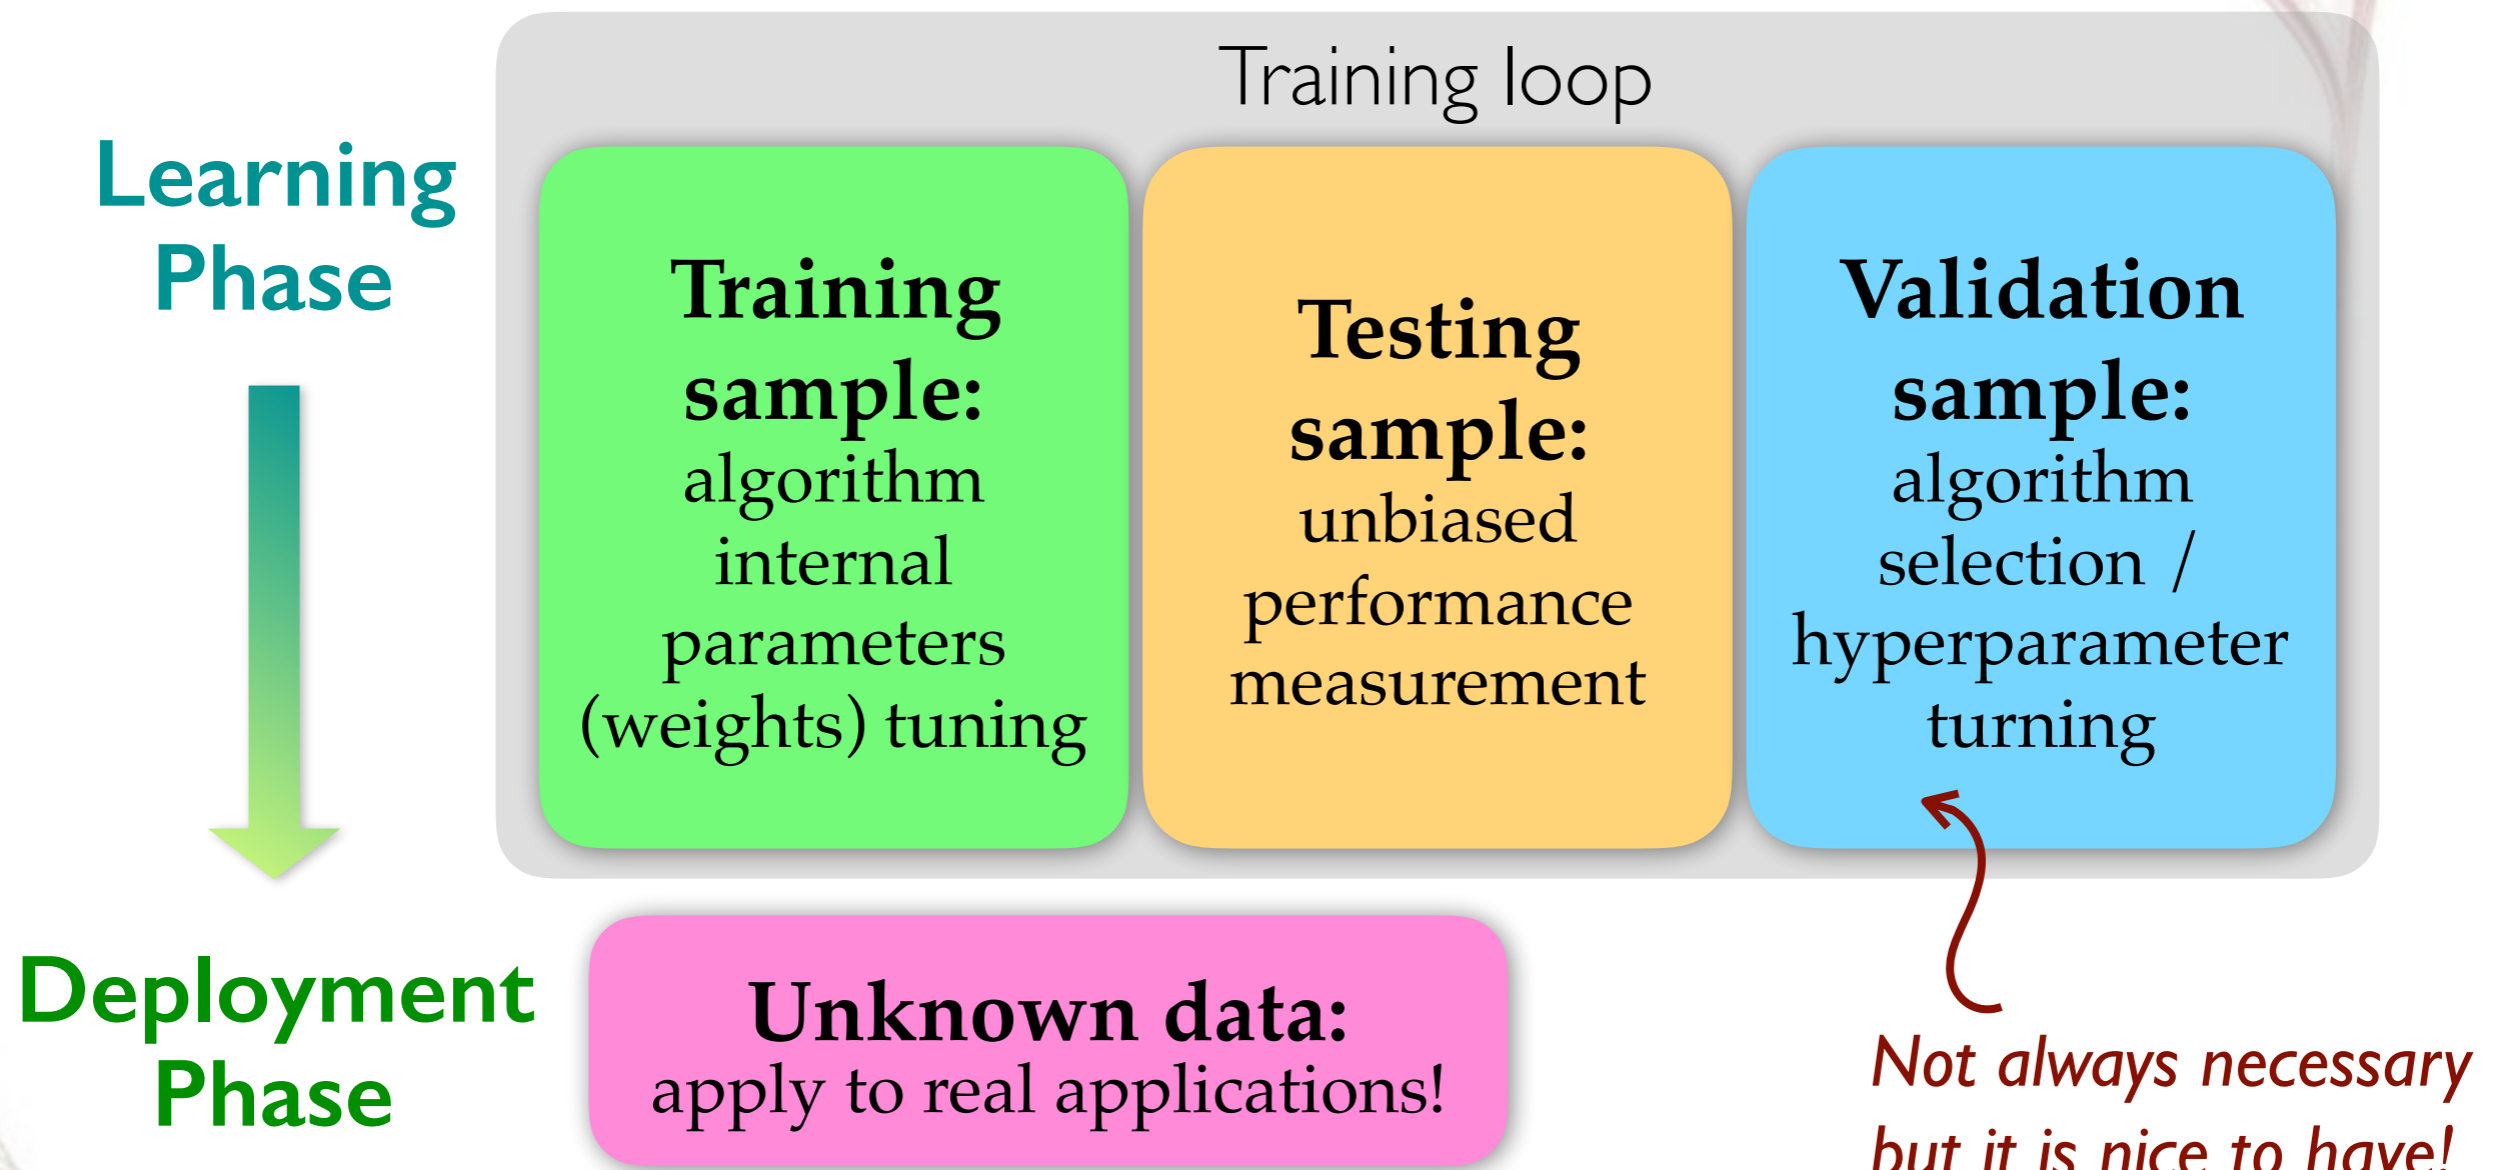 Training loop
Learning
Phase
Training
sample:
algorithm
internal
parameters
(weights) tuning
Testing
sample:
unbiased
performance
measurement
Validation
sample:
algorithm
selection /
hyperparameter
turning
Deployment
Phase
Unknown data:
apply to real applications!
Not always necessary
but it is nice to have!